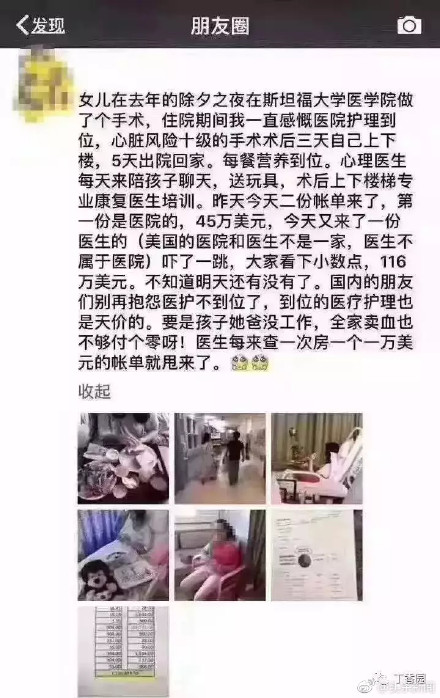 发现
朋友圈
女儿在去年的除夕之夜在斯坦福大学医学院做
了个手术，住院期间我一直感慨医院护理到
位，心脏风险十级的手术术后三天自己上下
楼，5天出院回家。每餐营养到位。心理医生
每天来陪孩子聊天，送玩具，术后上下楼梯专
业康复医生培训。昨天今天二份帐单来了，第
一份是医院的，45万美元，今天又来了一份
医生的（美国的医院和医生不是一家，医生不
属于医院）吓了一跳，大家看下小数点，116
万美元。不知道明天还有没有了。国内的朋友
们别再抱怨医护不到位了，到位的医疗护理也
是天价的。要是孩子她爸没工作，全家卖血也
不够付个零呀！医生每来查一次房一个一万美
元的帐单就甩来了。
收起
丁香园